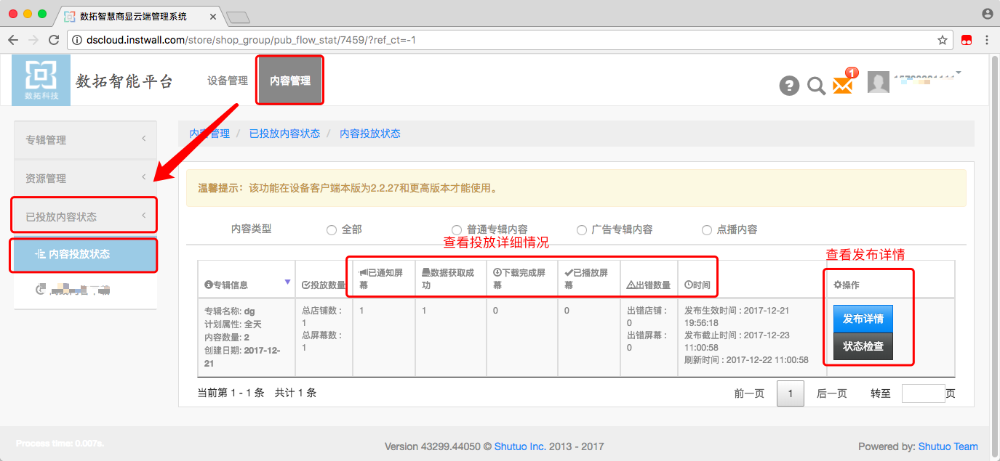 数拓智慧商显云端管理系统
dscloud.instwall.com/store/shop_group/pub_flow_stat/7459/?ref_ct=-1
数拓科技
数拓智能平台
设备管理
内容管理
1
专辑管理
资源管理
已投放内容状态
内容投放状态
内容管理 / 已投放内容状态 / 内容投放状态
温馨提示：该功能在设备客户端本版为2.2.27和更高版本才能使用。
内容类型 全部 普通专辑内容 广告专辑内容 点播内容
查看投放详细情况
查看发布详情
专辑信息
投放数量
已通知屏
幕
数据获取成
功
下载完成屏
幕
已播放屏
幕
出错数量
时间
操作
专辑名称: dg
计划属性: 全天
内容数量: 2
创建日期: 2017-12-
21
总店铺数：
1
总屏幕数：
1
1
1
0
0
出错店铺：
0
出错屏幕：
0
发布生效时间：2017-12-21
19:56:18
发布截止时间：2017-12-23
11:00:58
刷新时间：2017-12-22 11:00:58
发布详情
状态检查
当前第 1 - 1 条 共计 1 条
前一页 1 后一页 转至 页
Process time: 0.007s.
Version 43299.44050 © Shutuo Inc. 2013 - 2017
Powered by: Shutuo Team